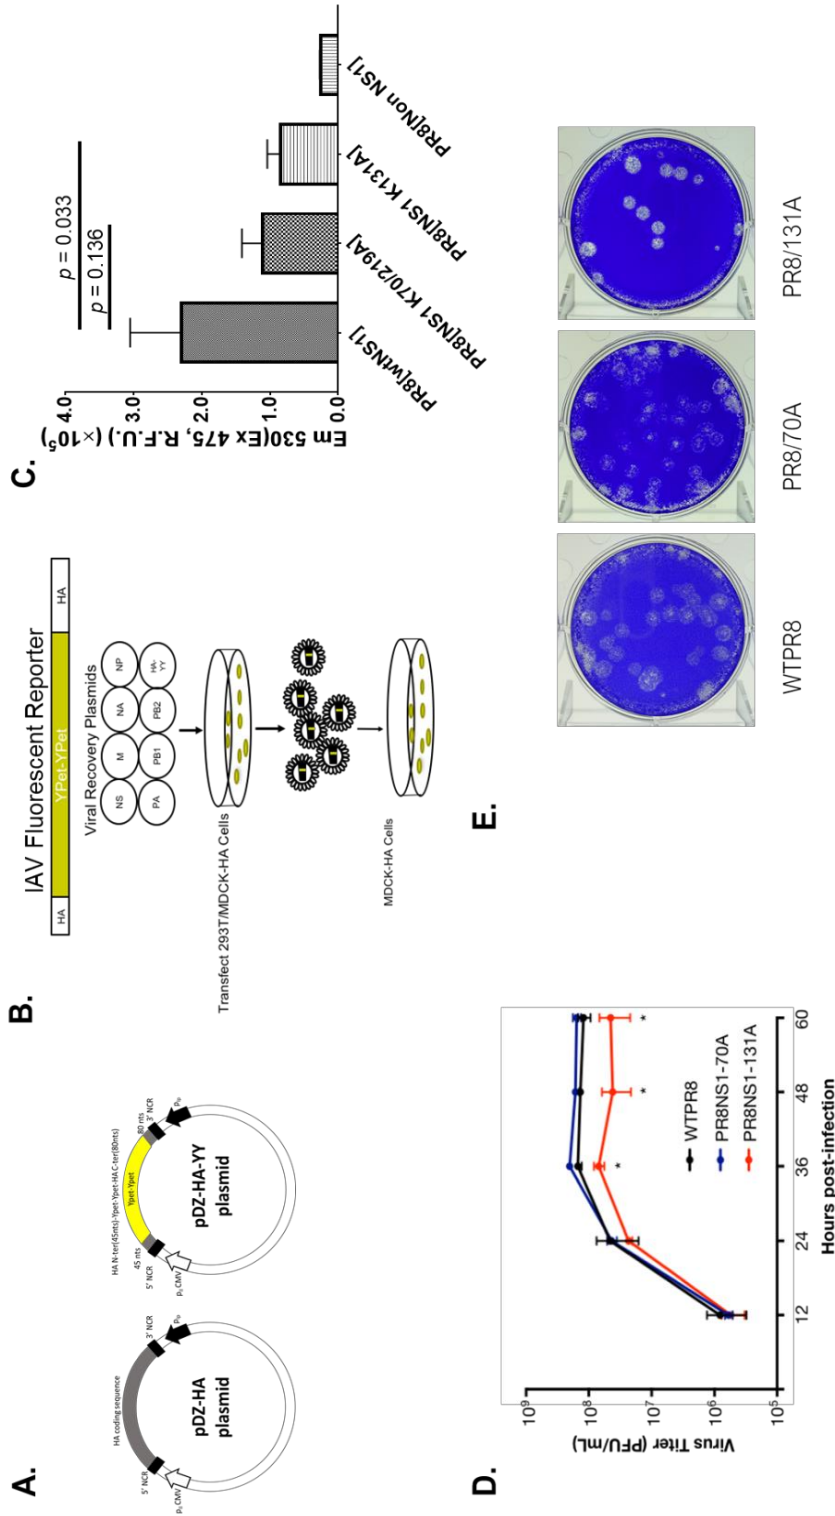 A.
HA coding sequence
5' NCR
3' NCR
pDZ-HA
plasmid
HA N-ter(45nts)-Ypet-Ypet-HAC-ter(80nts)
Ypet-Ypet
45 nts
80 nts
5' NCR
3' NCR
pDZ-HA-YY
plasmid
B.
IAV Fluorescent Reporter
HA
YPet-YPet
HA
Viral Recovery Plasmids
NS
M
NA
NP
PA
PB1
PB2
HA-
YY
Transfect 293T/MDCK-HA Cells
MDCK-HA Cells
C.
p = 0.033
p = 0.136
Em 530(Ex 475, R.F.U.) (×10⁵)
4.0
3.0
2.0
1.0
0.0
PR8[wtNS1]
PR8[NS1 K70/219A]
PR8[NS1 K131A]
PR8[Non NS1]
D.
Virus Titer (PFU/mL)
10⁹
10⁸
10⁷
10⁶
10⁵
* * *
WTPR8
PR8NS1-70A
PR8NS1-131A
12 24 36 48 60
Hours post-infection
E.
WTPR8
PR8/70A
PR8/131A